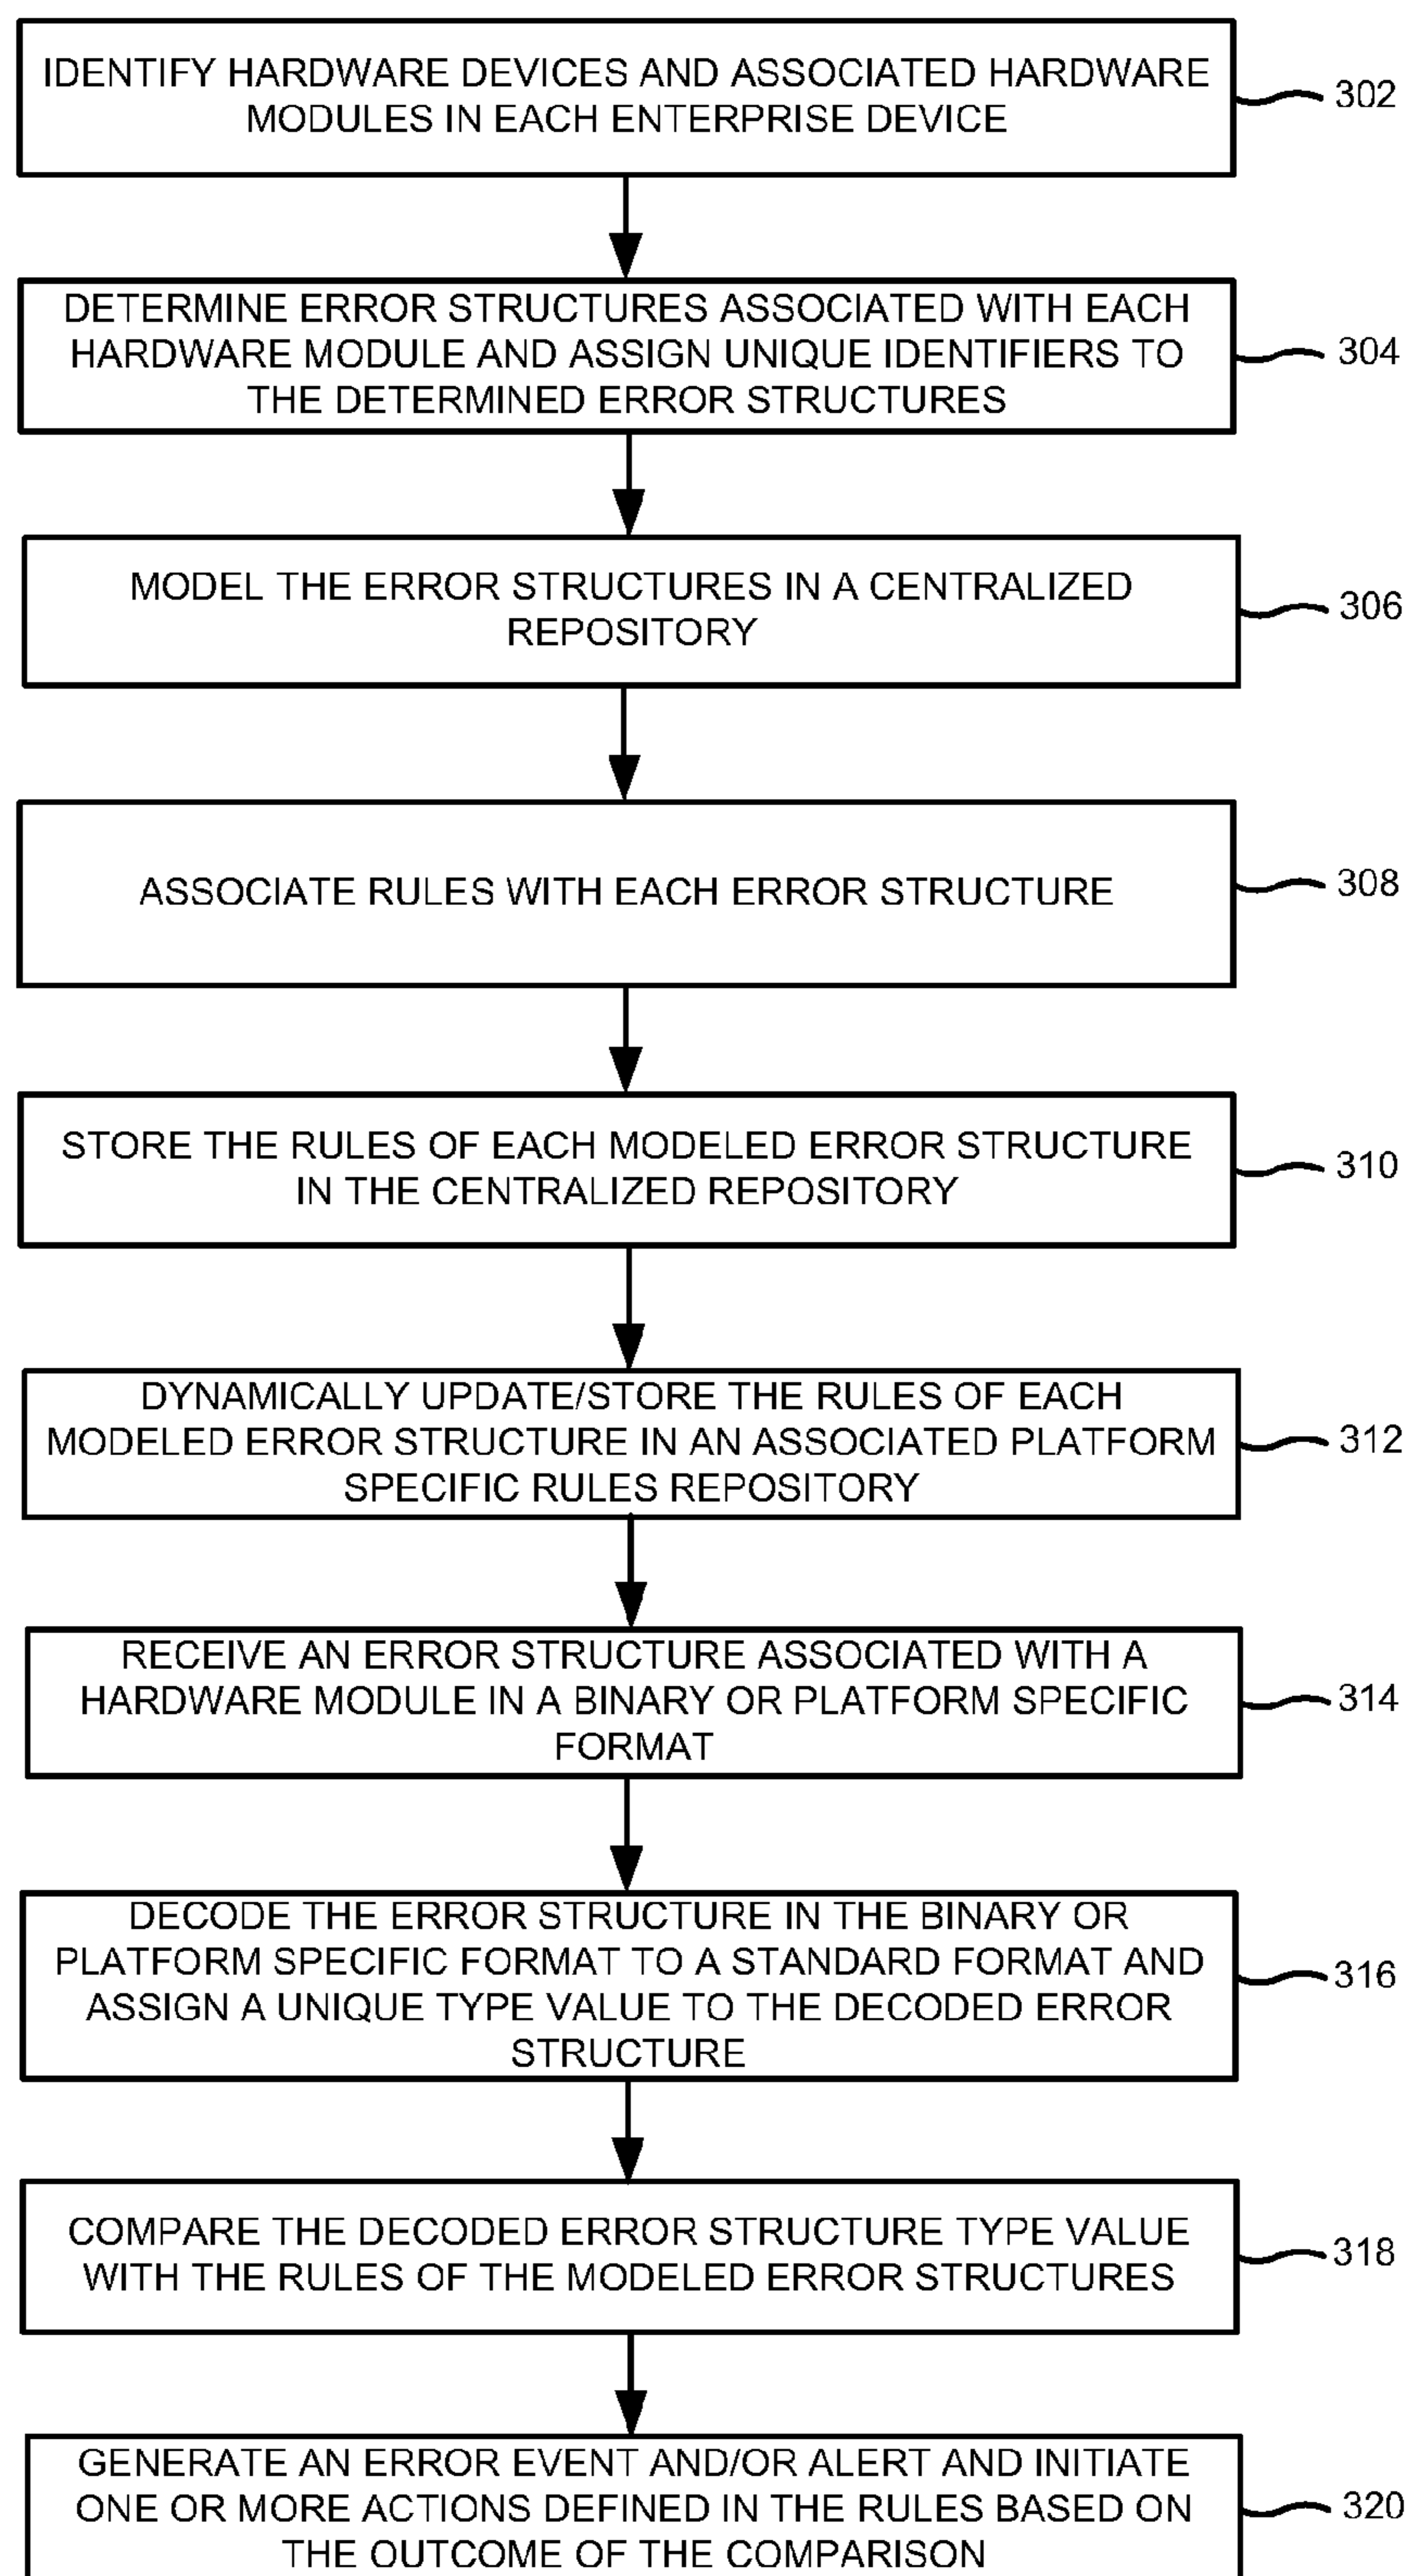 IDENTIFY HARDWARE DEVICES AND ASSOCIATED HARDWARE
MODULES IN EACH ENTERPRISE DEVICE
302
DETERMINE ERROR STRUCTURES ASSOCIATED WITH EACH
HARDWARE MODULE AND ASSIGN UNIQUE IDENTIFIERS TO
THE DETERMINED ERROR STRUCTURES
304
MODEL THE ERROR STRUCTURES IN A CENTRALIZED
REPOSITORY
306
ASSOCIATE RULES WITH EACH ERROR STRUCTURE
308
STORE THE RULES OF EACH MODELED ERROR STRUCTURE
IN THE CENTRALIZED REPOSITORY
310
DYNAMICALLY UPDATE/STORE THE RULES OF EACH
MODELED ERROR STRUCTURE IN AN ASSOCIATED PLATFORM
SPECIFIC RULES REPOSITORY
312
RECEIVE AN ERROR STRUCTURE ASSOCIATED WITH A
HARDWARE MODULE IN A BINARY OR PLATFORM SPECIFIC
FORMAT
314
DECODE THE ERROR STRUCTURE IN THE BINARY OR
PLATFORM SPECIFIC FORMAT TO A STANDARD FORMAT AND
ASSIGN A UNIQUE TYPE VALUE TO THE DECODED ERROR
STRUCTURE
316
COMPARE THE DECODED ERROR STRUCTURE TYPE VALUE
WITH THE RULES OF THE MODELED ERROR STRUCTURES
318
GENERATE AN ERROR EVENT AND/OR ALERT AND INITIATE
ONE OR MORE ACTIONS DEFINED IN THE RULES BASED ON
THE OUTCOME OF THE COMPARISON
320